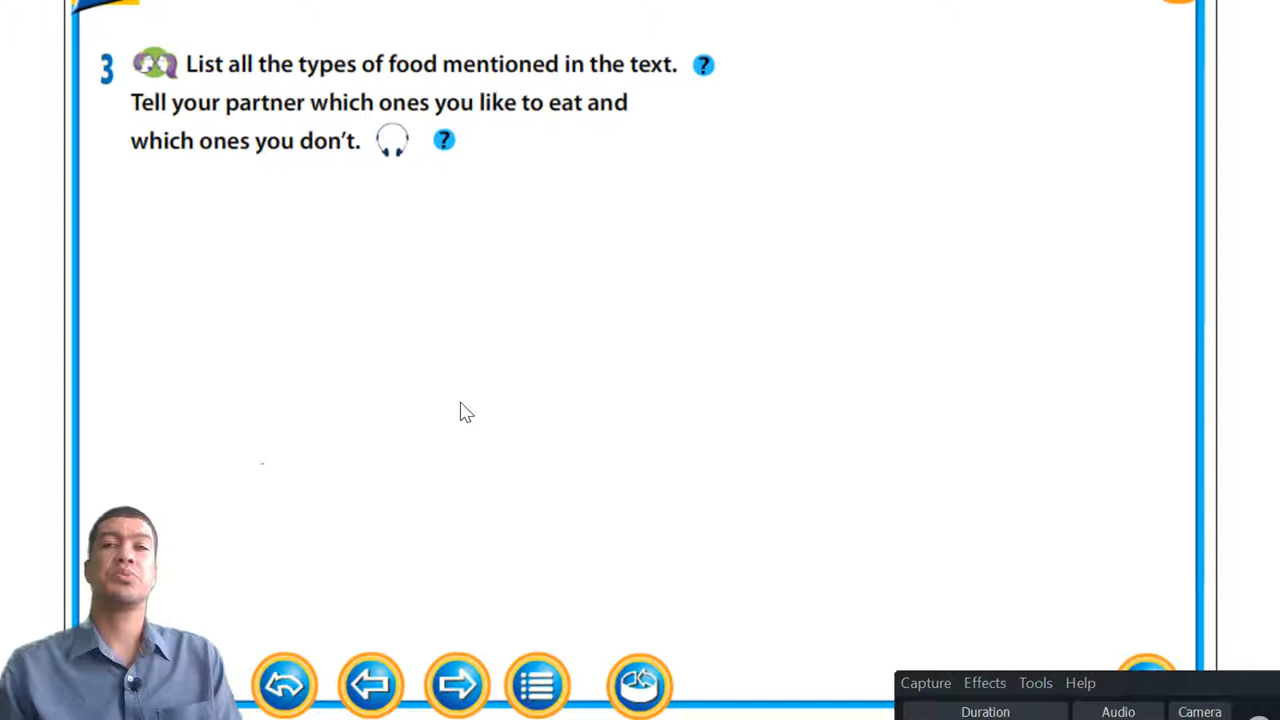 3 List all the types of food mentioned in the text. ?
Tell your partner which ones you like to eat and
which ones you don't. ?
Capture Effects Tools Help
Duration Audio Camera